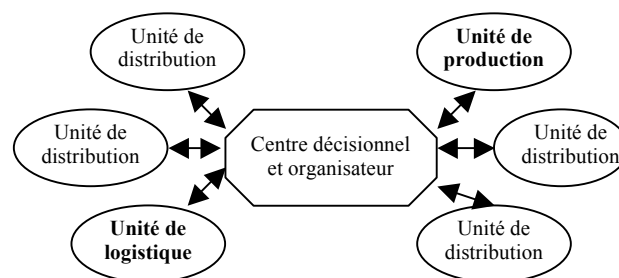 Unité de
distribution
Unité de
production
Unité de
distribution
Centre décisionnel
et organisateur
Unité de
distribution
Unité de
logistique
Unité de
distribution